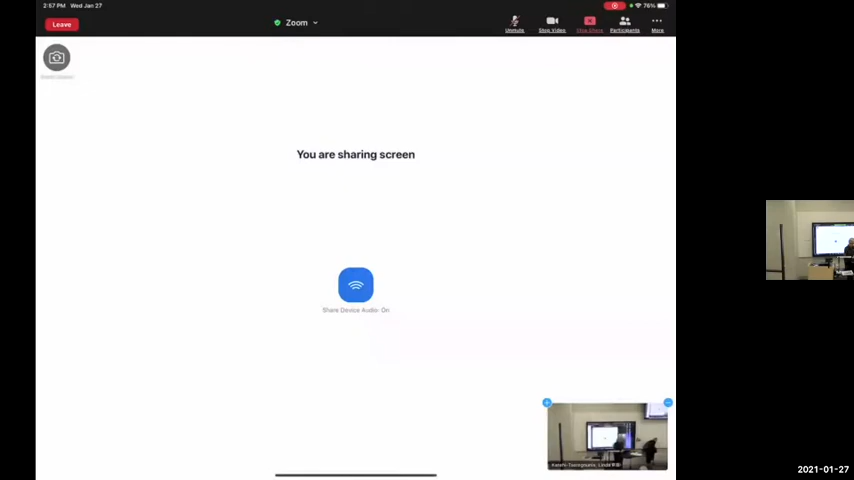 2:57 PM Wed Jan 27
76%
Leave
Zoom
Unmute
Stop Video
Stop Share
Participants
More
You are sharing screen
Share Device Audio: On
2021-01-27